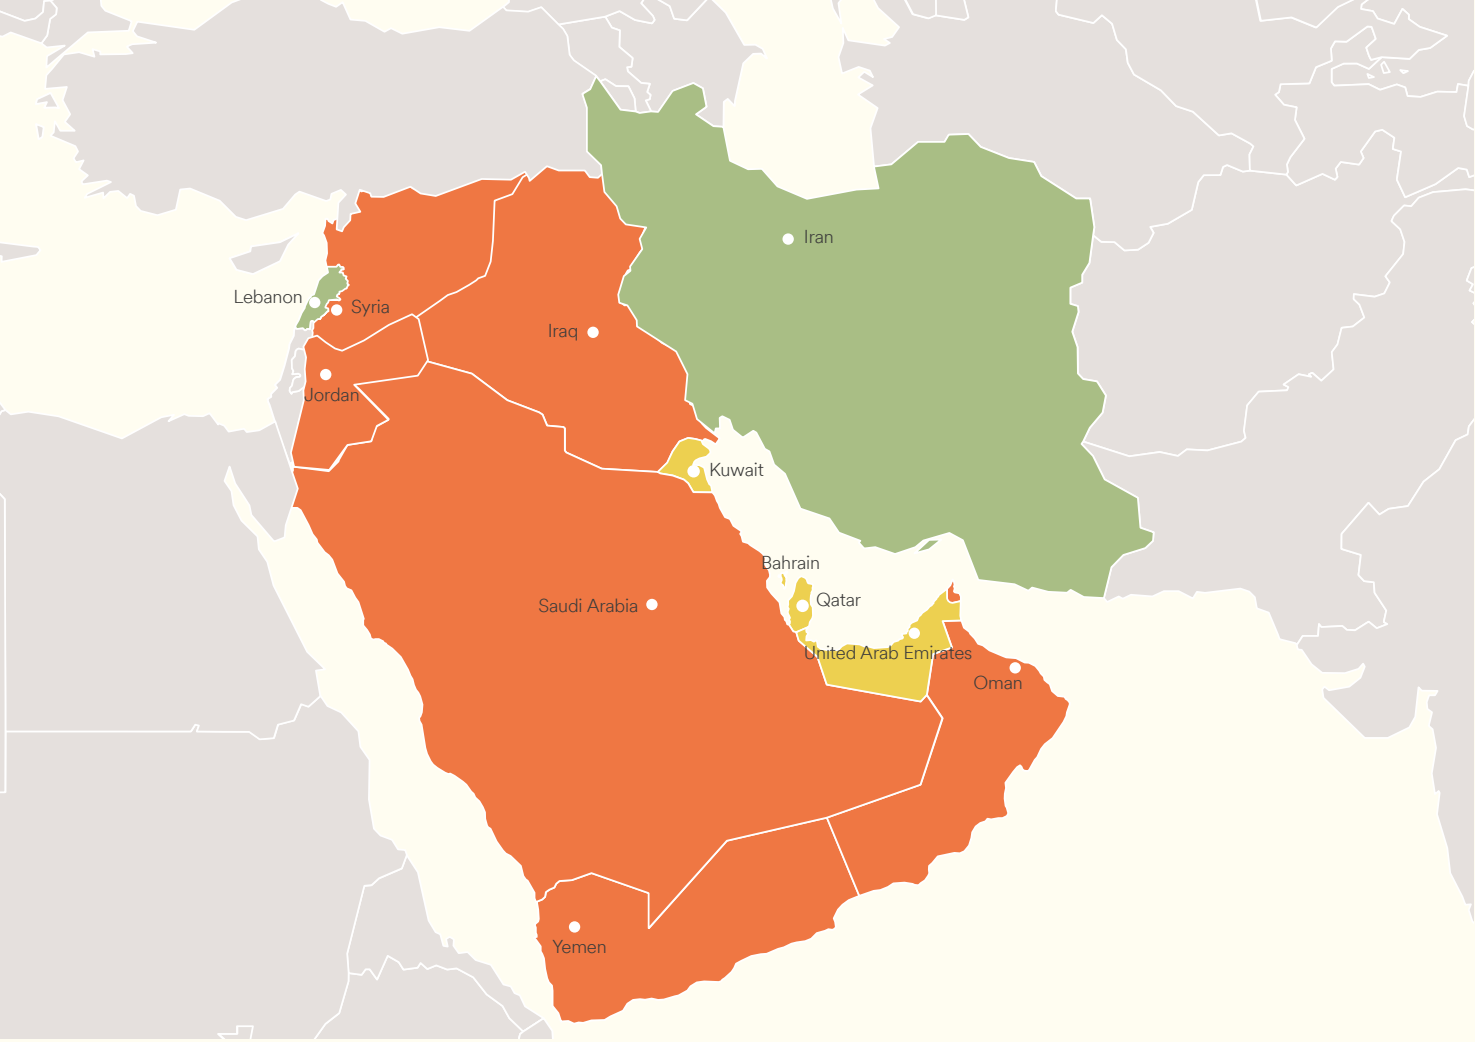 Iran
Lebanon
Syria
Iraq
Jordan
Kuwait
Bahrain
Qatar
Saudi Arabia
United Arab Emirates
Oman
Yemen